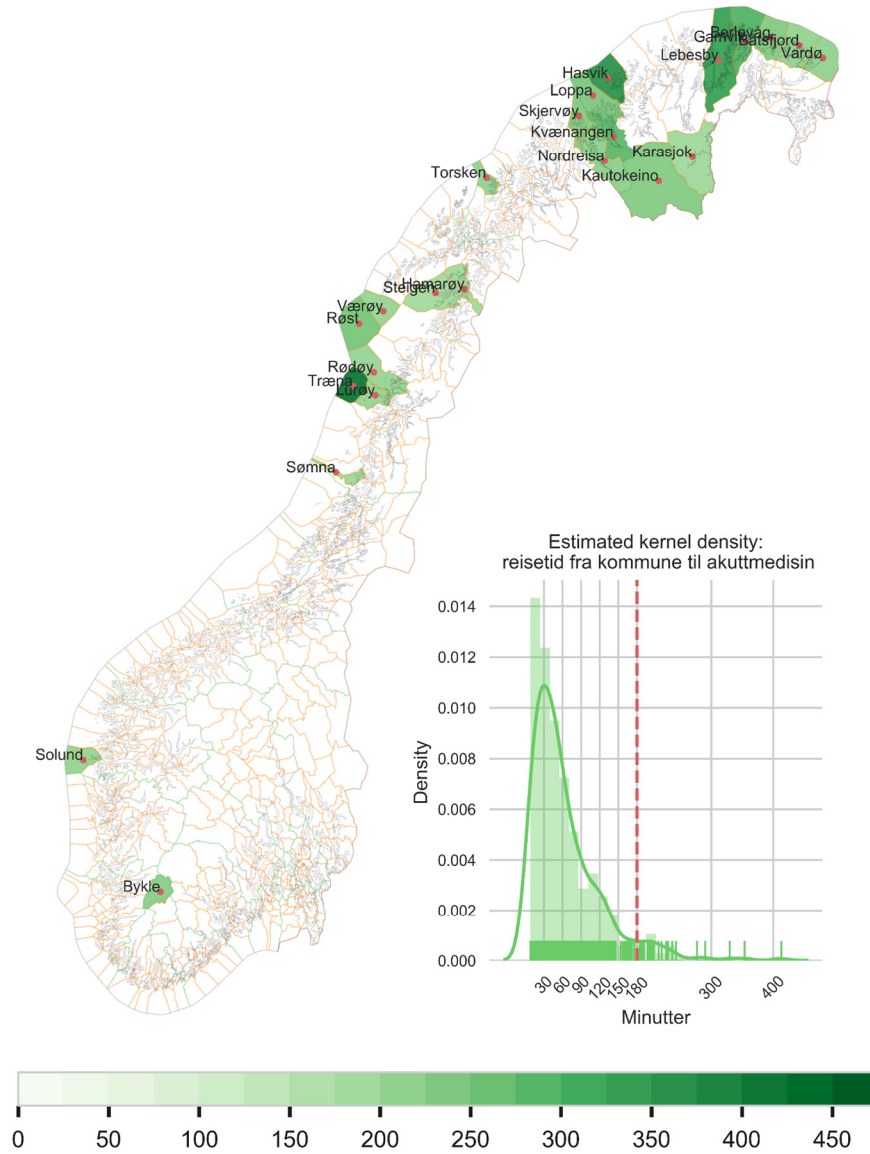 Berlevåg
Gamvik
Båtsfjord
Lebesby
Vardø
Hasvik
Loppa
Skjervøy
Kvænangen
Nordreisa
Karasjok
Kautokeino
Torsken
Hamarøy
Steigen
Værøy
Røst
Rødøy
Træna
Lurøy
Sømna
Solund
Bykle
Estimated kernel density:
reisetid fra kommune til akuttmedisin
0.014
0.012
0.010
0.008
0.006
0.004
0.002
0.000
Density
30 60 90 120 150 180 300 400
Minutter
0 50 100 150 200 250 300 350 400 450